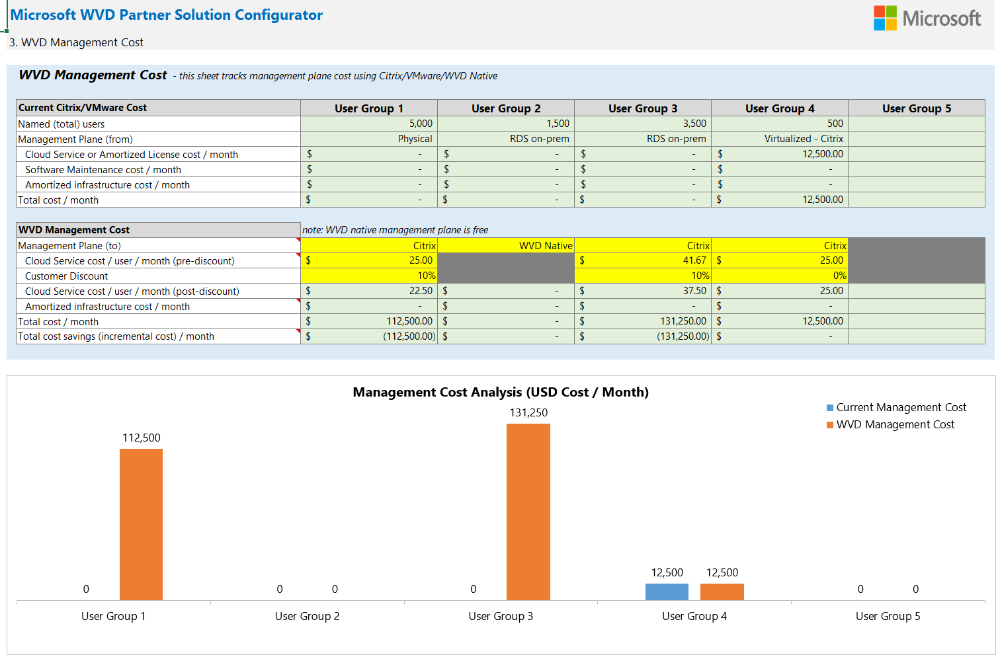 Microsoft WVD Partner Solution Configurator
Microsoft
3. WVD Management Cost
WVD Management Cost - this sheet tracks management plane cost using Citrix/VMware/WVD Native
Current Citrix/VMware Cost User Group 1 User Group 2 User Group 3 User Group 4 User Group 5
Named (total) users 5,000 1,500 3,500 500
Management Plane (from) Physical RDS on-prem RDS on-prem Virtualized - Citrix
Cloud Service or Amortized License cost / month $ - $ - $ - $ 12,500.00
Software Maintenance cost / month $ - $ - $ - $ -
Amortized infrastructure cost / month $ - $ - $ - $ -
Total cost / month $ - $ - $ - $ 12,500.00
WVD Management Cost note: WVD native management plane is free
Management Plane (to) Citrix WVD Native Citrix Citrix
Cloud Service cost / user / month (pre-discount) $ 25.00 $ 41.67 $ 25.00
Customer Discount 10% 10% 0%
Cloud Service cost / user / month (post-discount) $ 22.50 $ - $ 37.50 $ 25.00
Amortized infrastructure cost / month $ - $ - $ - $ -
Total cost / month $ 112,500.00 $ - $ 131,250.00 $ 12,500.00
Total cost savings (incremental cost) / month $ (112,500.00) $ - $ (131,250.00) $ -
Management Cost Analysis (USD Cost / Month)
Current Management Cost
WVD Management Cost
131,250
112,500
12,500 12,500
0 0 0 0 0 0
User Group 1 User Group 2 User Group 3 User Group 4 User Group 5